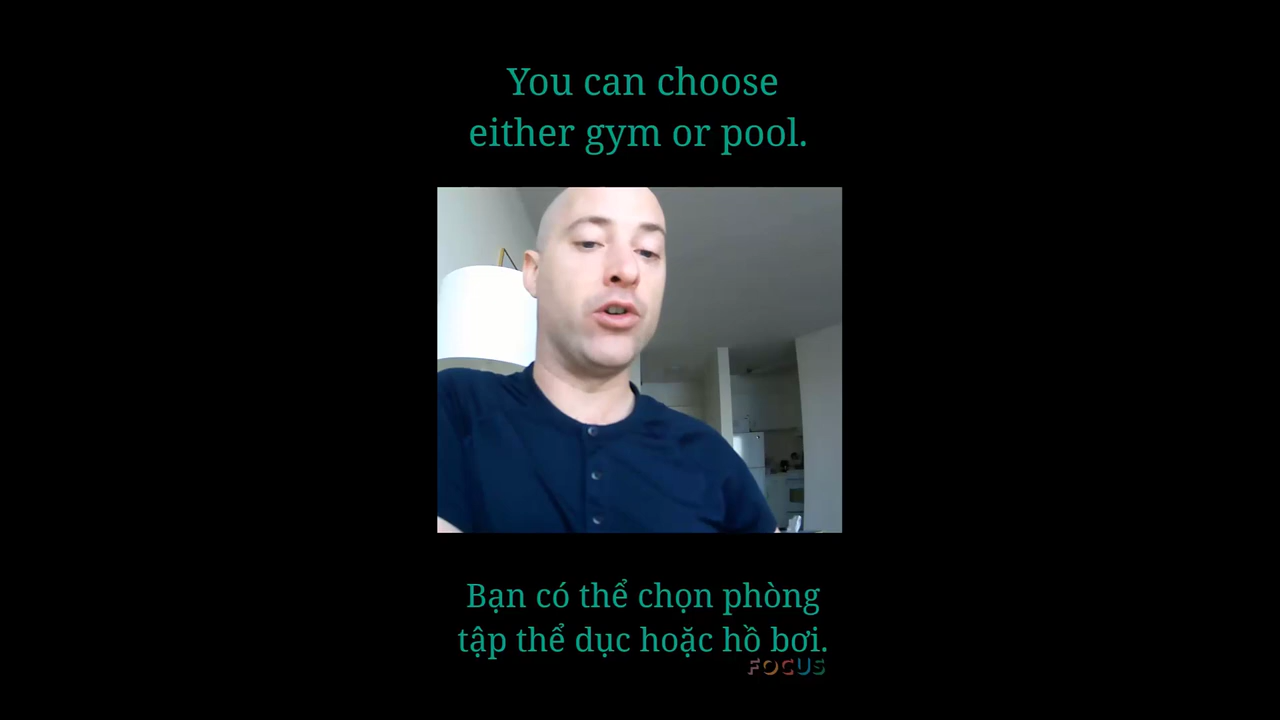 You can choose
either gym or pool.
Bạn có thể chọn phòng
tập thể dục hoặc hồ bơi.
FOCUS